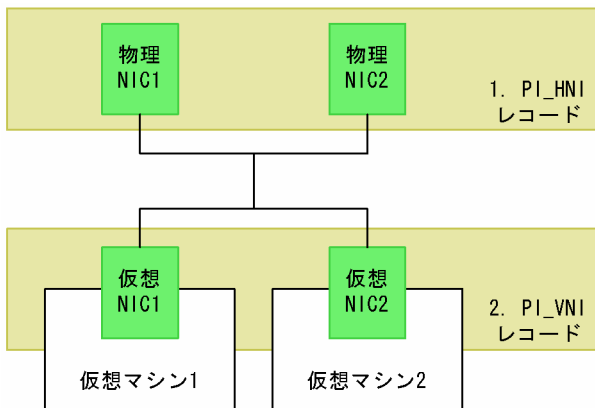 物理
NIC1
物理
NIC2
1. PI_HNI
レコード
仮想
NIC1
仮想
NIC2
2. PI_VNI
レコード
仮想マシン1
仮想マシン2